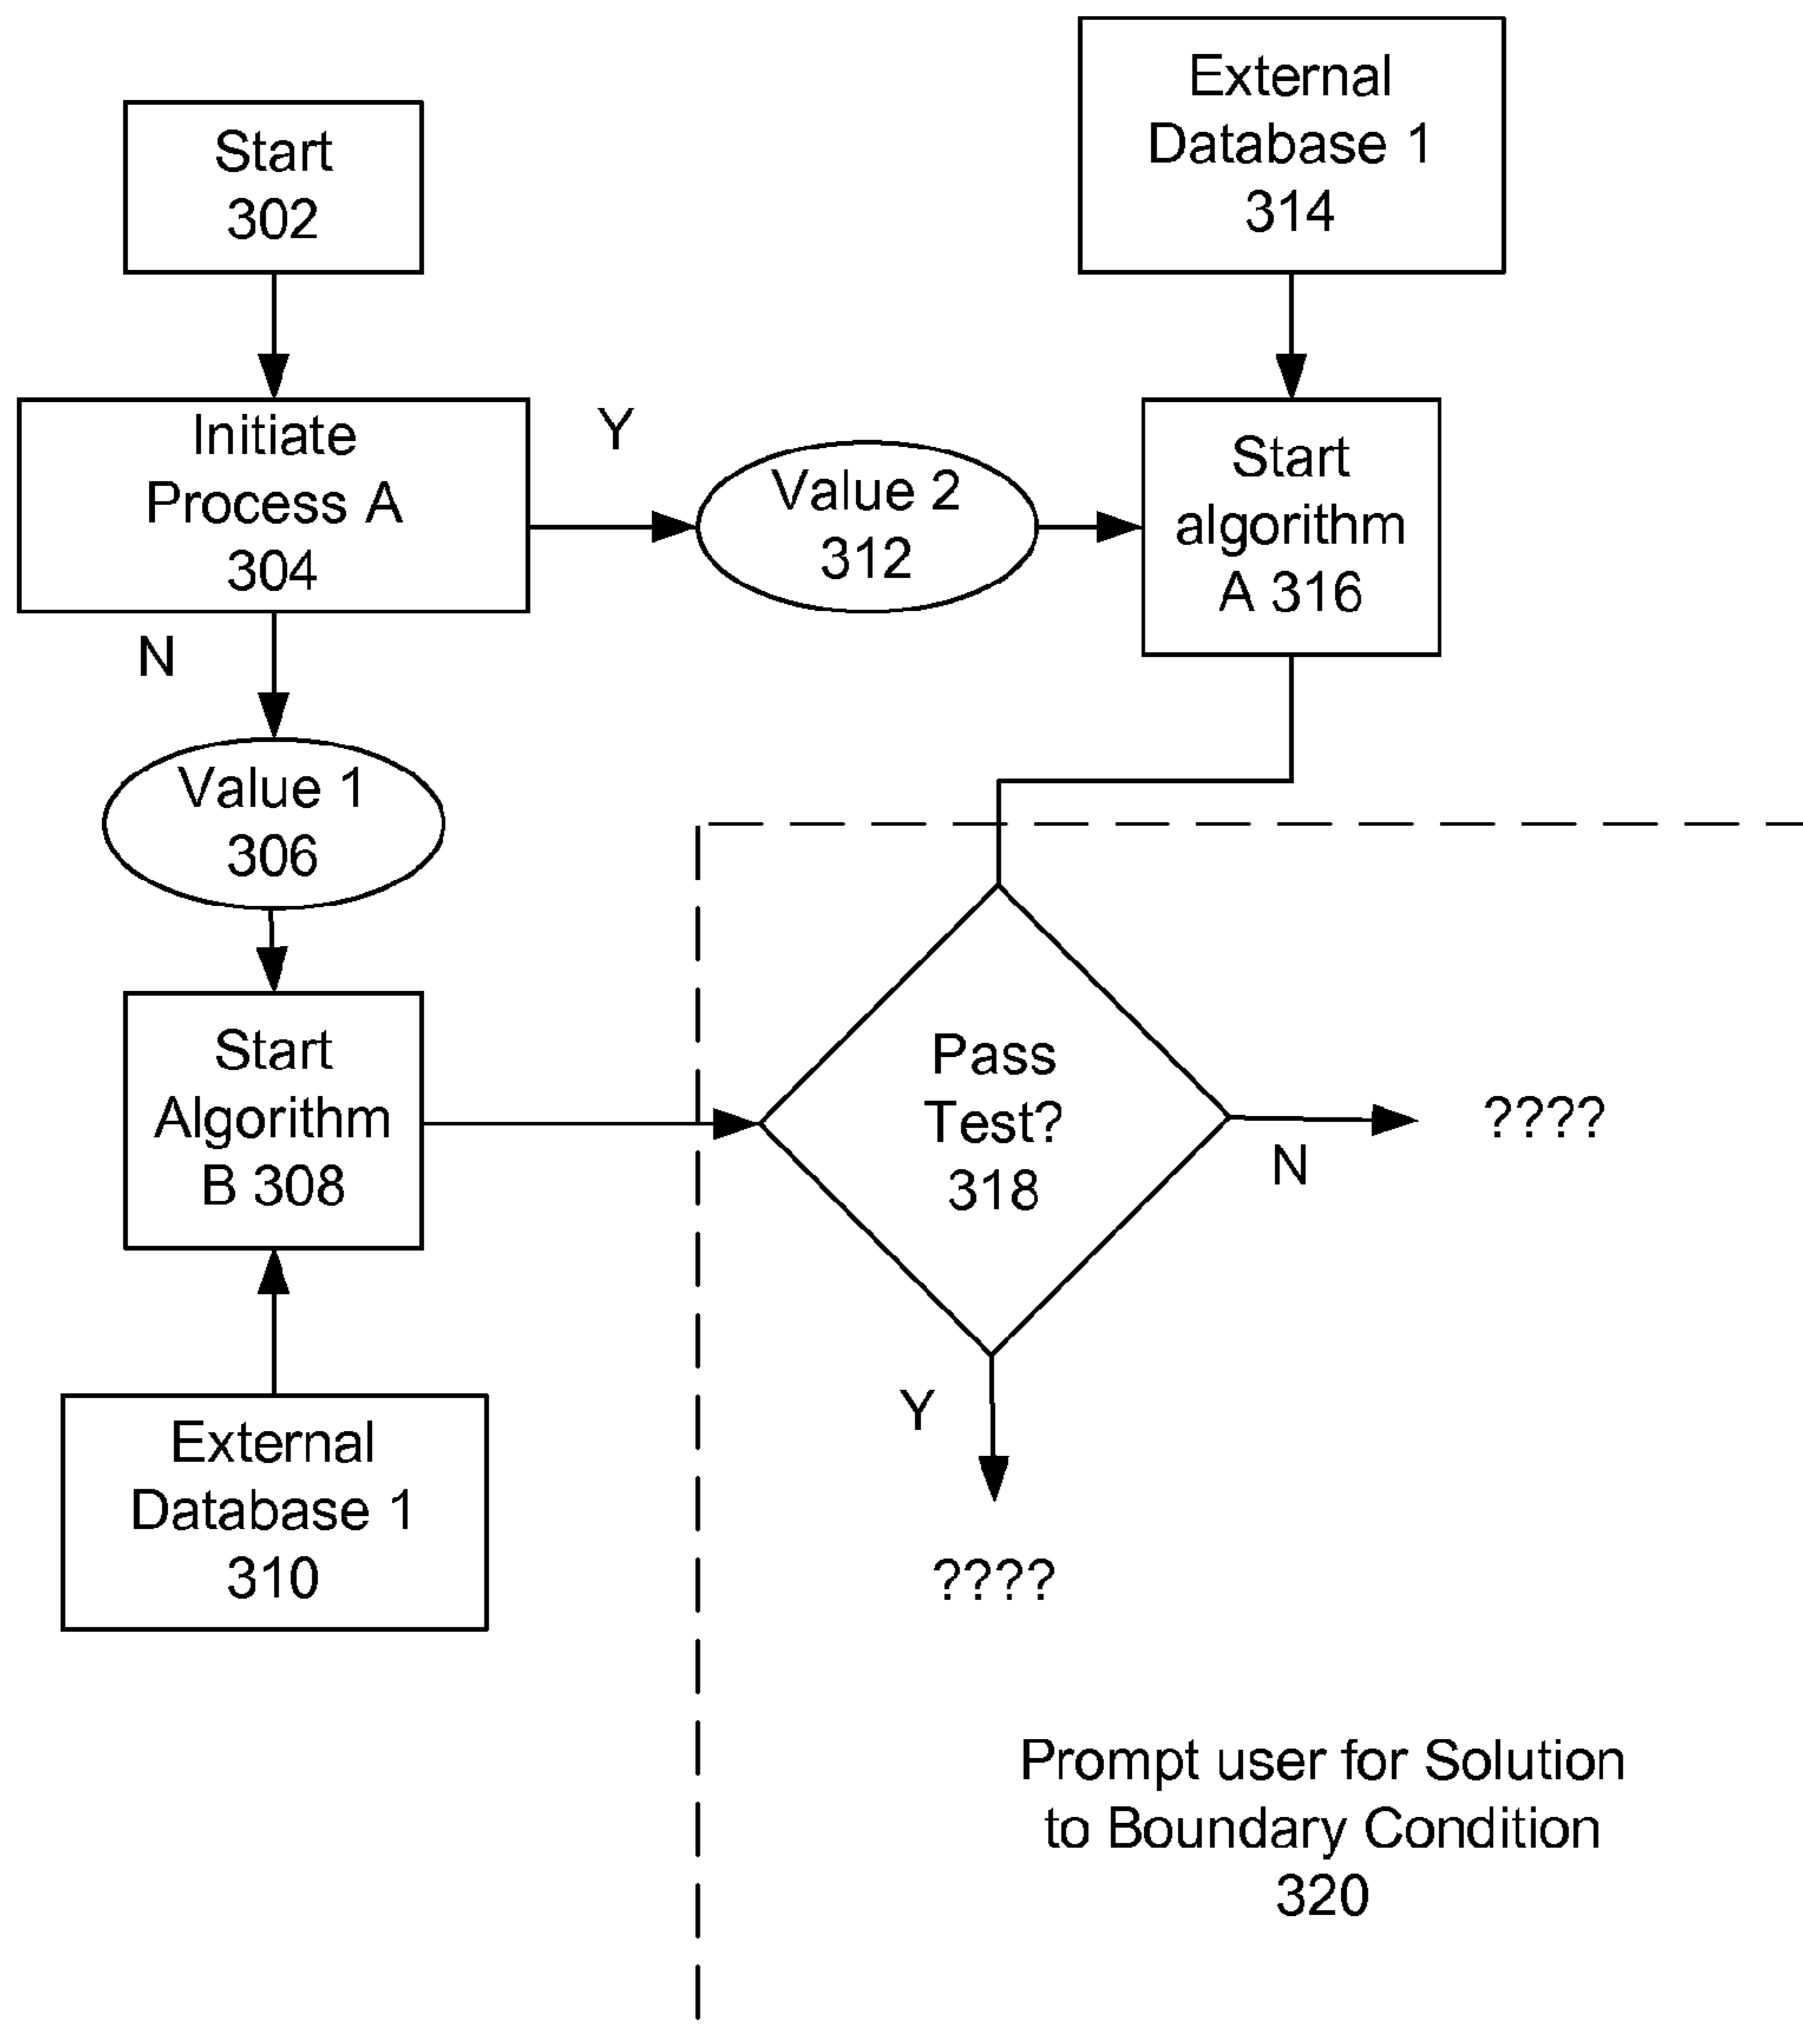 Start
302
External
Database 1
314
Initiate
Process A
304
Y
Value 2
312
Start
algorithm
A 316
N
Value 1
306
Start
Algorithm
B 308
Pass
Test?
318
N
????
External
Database 1
310
Y
????
Prompt user for Solution
to Boundary Condition
320